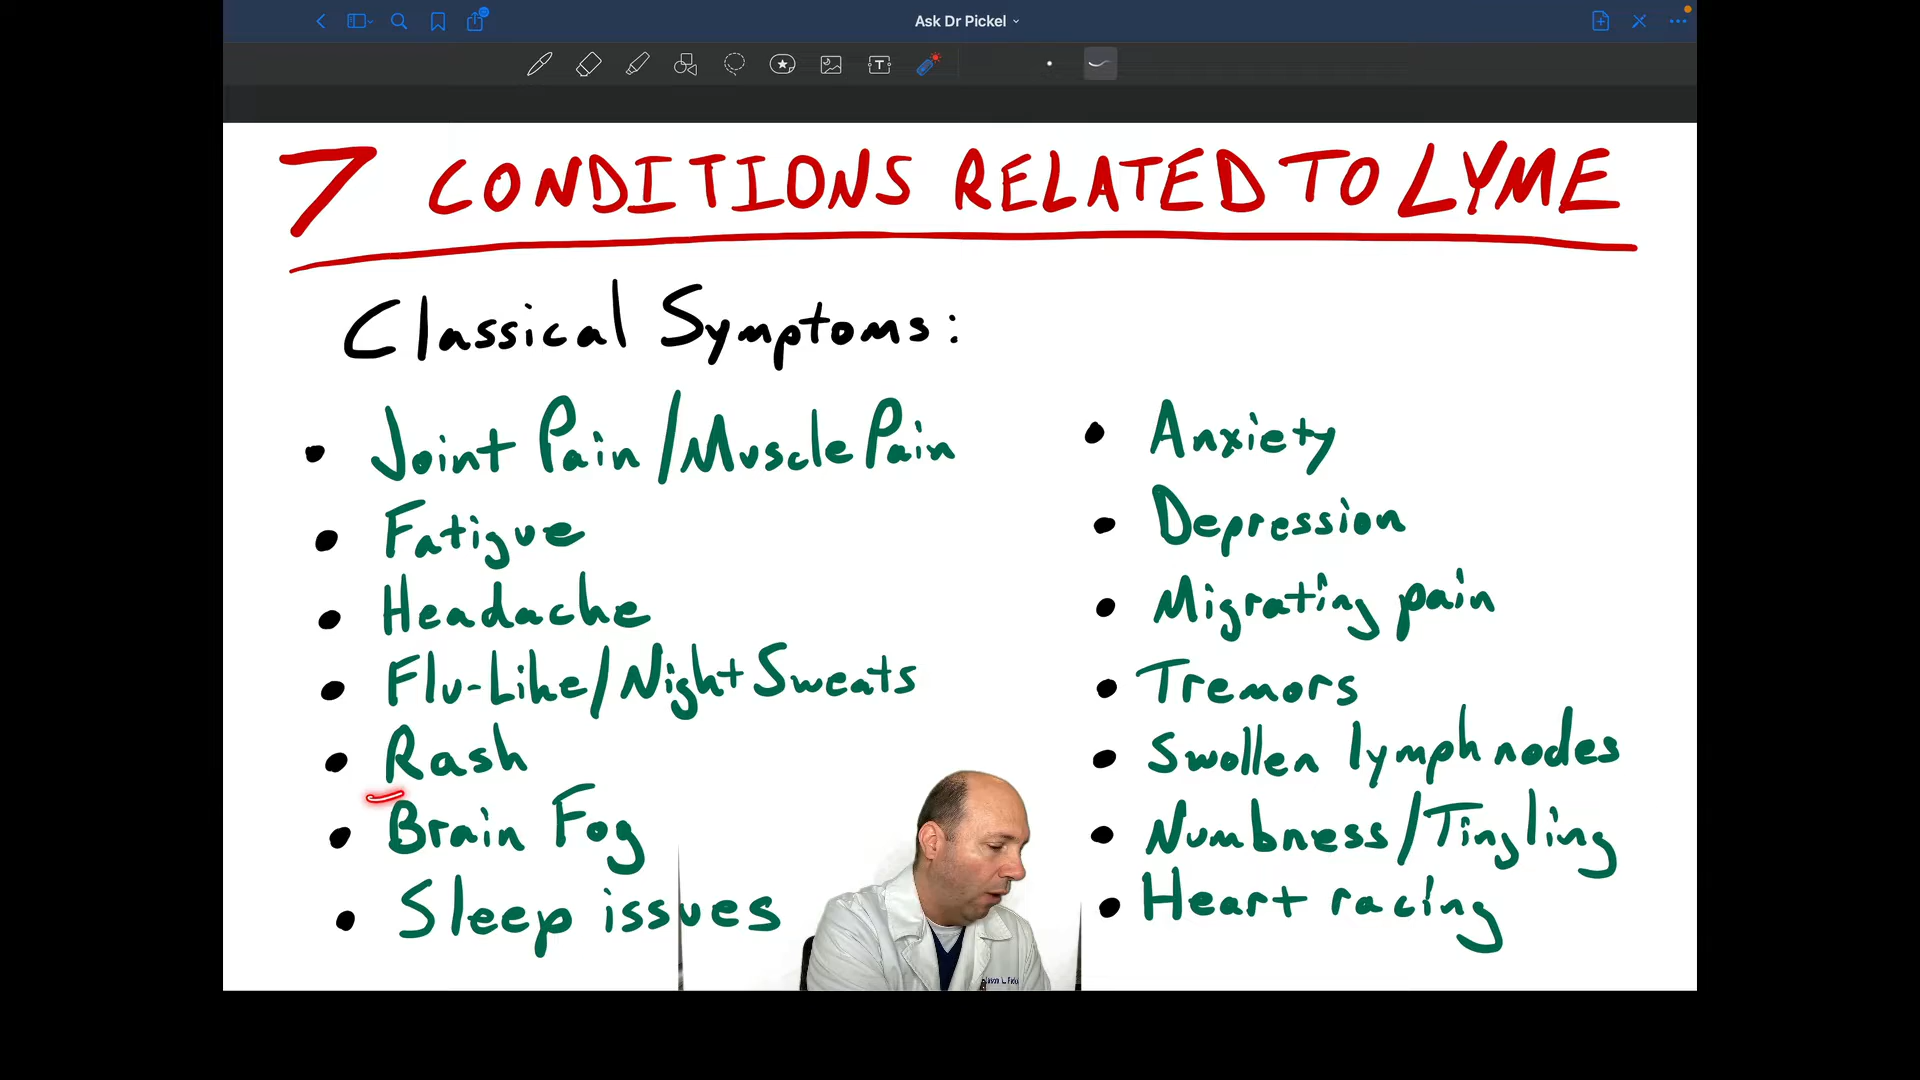 Ask Dr Pickel
7 CONDITIONS RELATED TO LYME
Classical Symptoms:
• Joint Pain/Muscle Pain
• Fatigue
• Headache
• Flu-Like/Night Sweats
• Rash
• Brain Fog
• Sleep issues
• Anxiety
• Depression
• Migrating pain
• Tremors
• Swollen lymph nodes
• Numbness/Tingling
• Heart racing